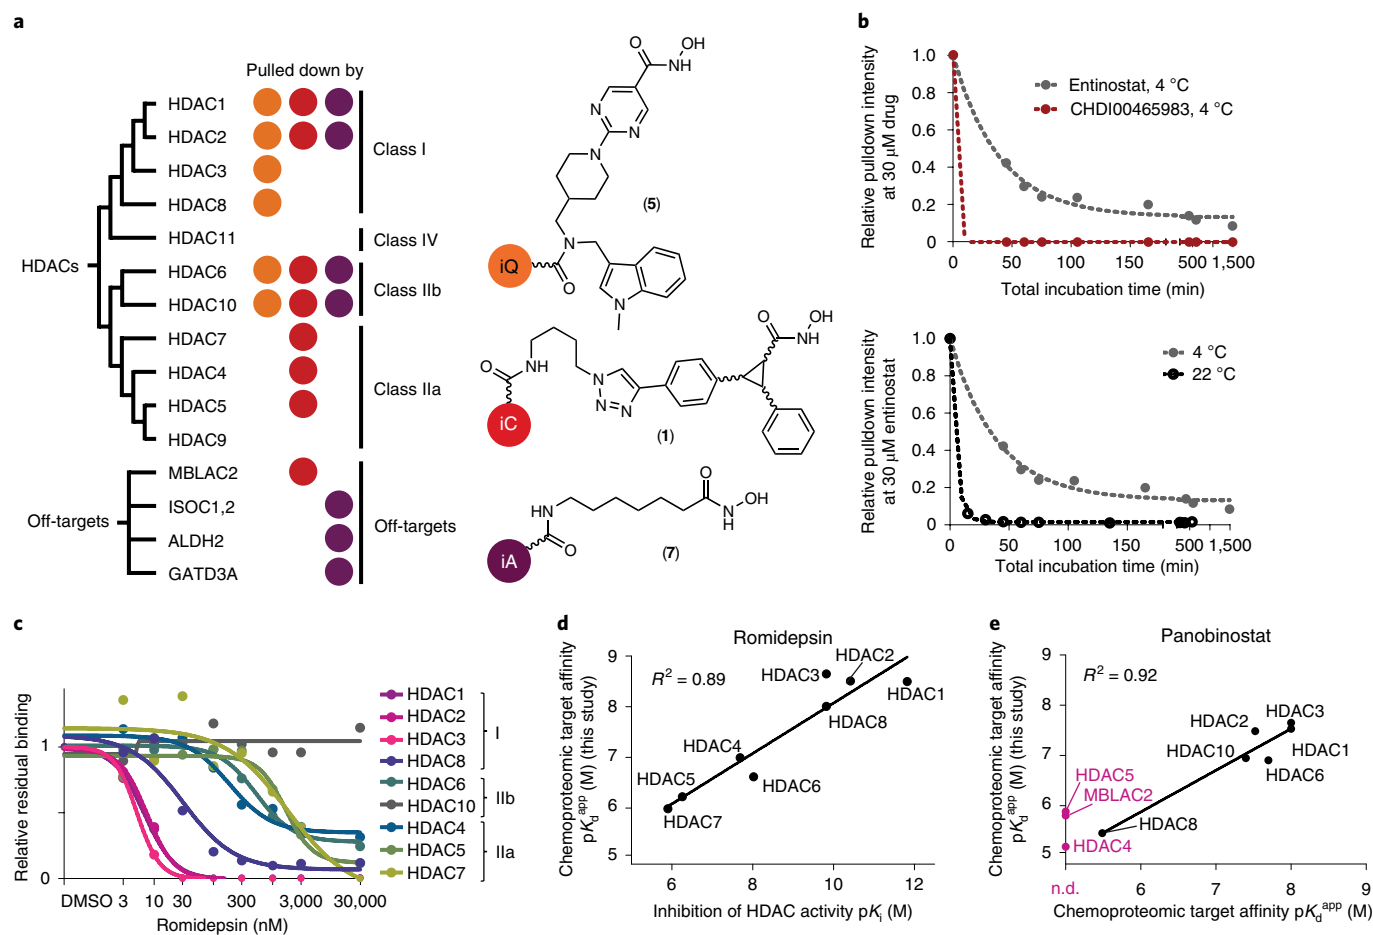 a
Pulled down by
HDAC1
HDAC2
HDAC3
HDAC8
HDAC11
HDACs
HDAC6
HDAC10
HDAC7
HDAC4
HDAC5
HDAC9
MBLAC2
ISOC1,2
Off-targets
ALDH2
GATD3A
Class I
Class IV
Class IIb
Class IIa
Off-targets
O
OH
NH
N
N
N
(5)
iQ
N
O
N
O
NH
N
N
N
O
OH
N
H
iC
(1)
O
OH
N
H
HN
O
iA
(7)
b
Relative pulldown intensity
at 30 μM drug
1.0
0.8
0.6
0.4
0.2
0
Entinostat, 4 °C
CHDI00465983, 4 °C
0 50 100 150 500 1,500
Total incubation time (min)
Relative pulldown intensity
at 30 μM entinostat
1.0
0.8
0.6
0.4
0.2
0
4 °C
22 °C
0 50 100 150 500 1,500
Total incubation time (min)
c
Relative residual binding
1
0
DMSO 3 10 30 300 3,000 30,000
Romidepsin (nM)
HDAC1
HDAC2
HDAC3
HDAC8
HDAC6
HDAC10
HDAC4
HDAC5
HDAC7
I
IIb
IIa
d
Romidepsin
Chemoproteomic target affinity
pKd^app (M) (this study)
9
8
7
6
5
R² = 0.89
HDAC3
HDAC2
HDAC1
HDAC8
HDAC4
HDAC6
HDAC5
HDAC7
6 8 10 12
Inhibition of HDAC activity pKi (M)
e
Panobinostat
Chemoproteomic target affinity
pKd^app (M) (this study)
9
8
7
6
5
R² = 0.92
HDAC2
HDAC3
HDAC10
HDAC1
HDAC6
HDAC5
MBLAC2
HDAC8
HDAC4
n.d. 6 7 8 9
Chemoproteomic target affinity pKd^app (M)